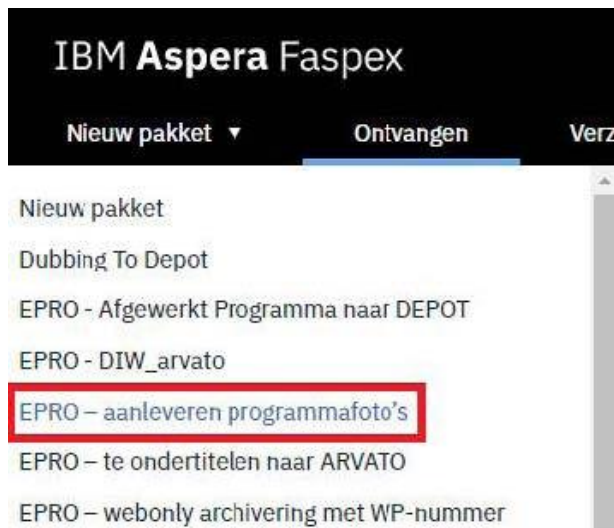 IBM Aspera Faspex
Nieuw pakket ▼ Ontvangen Verz
Nieuw pakket
Dubbing To Depot
EPRO - Afgewerkt Programma naar DEPOT
EPRO - DIW_arvato
EPRO – aanleveren programmafoto's
EPRO – te ondertitelen naar ARVATO
EPRO – webonly archivering met WP-nummer